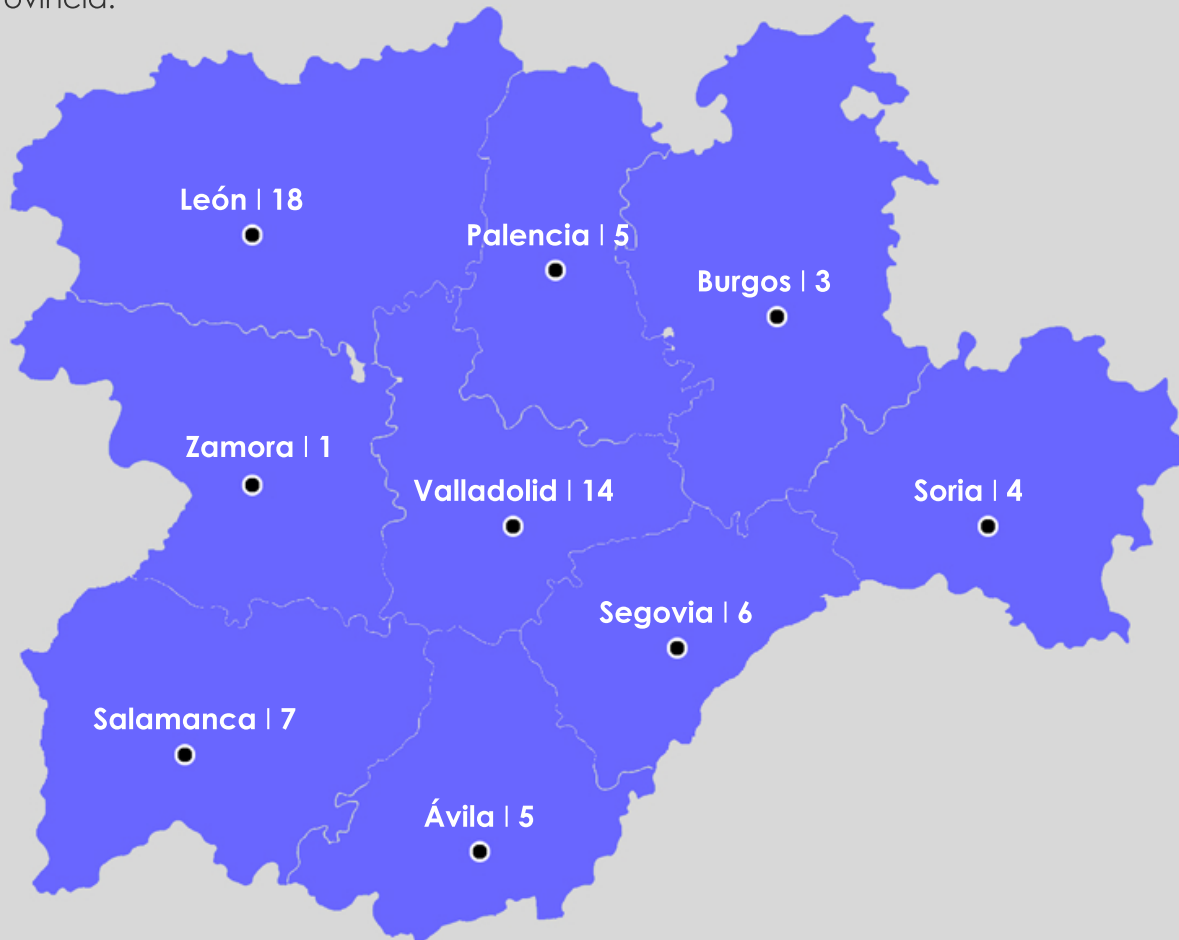 León | 18
Palencia | 5
Burgos | 3
Zamora | 1
Valladolid | 14
Soria | 4
Segovia | 6
Salamanca | 7
Ávila | 5